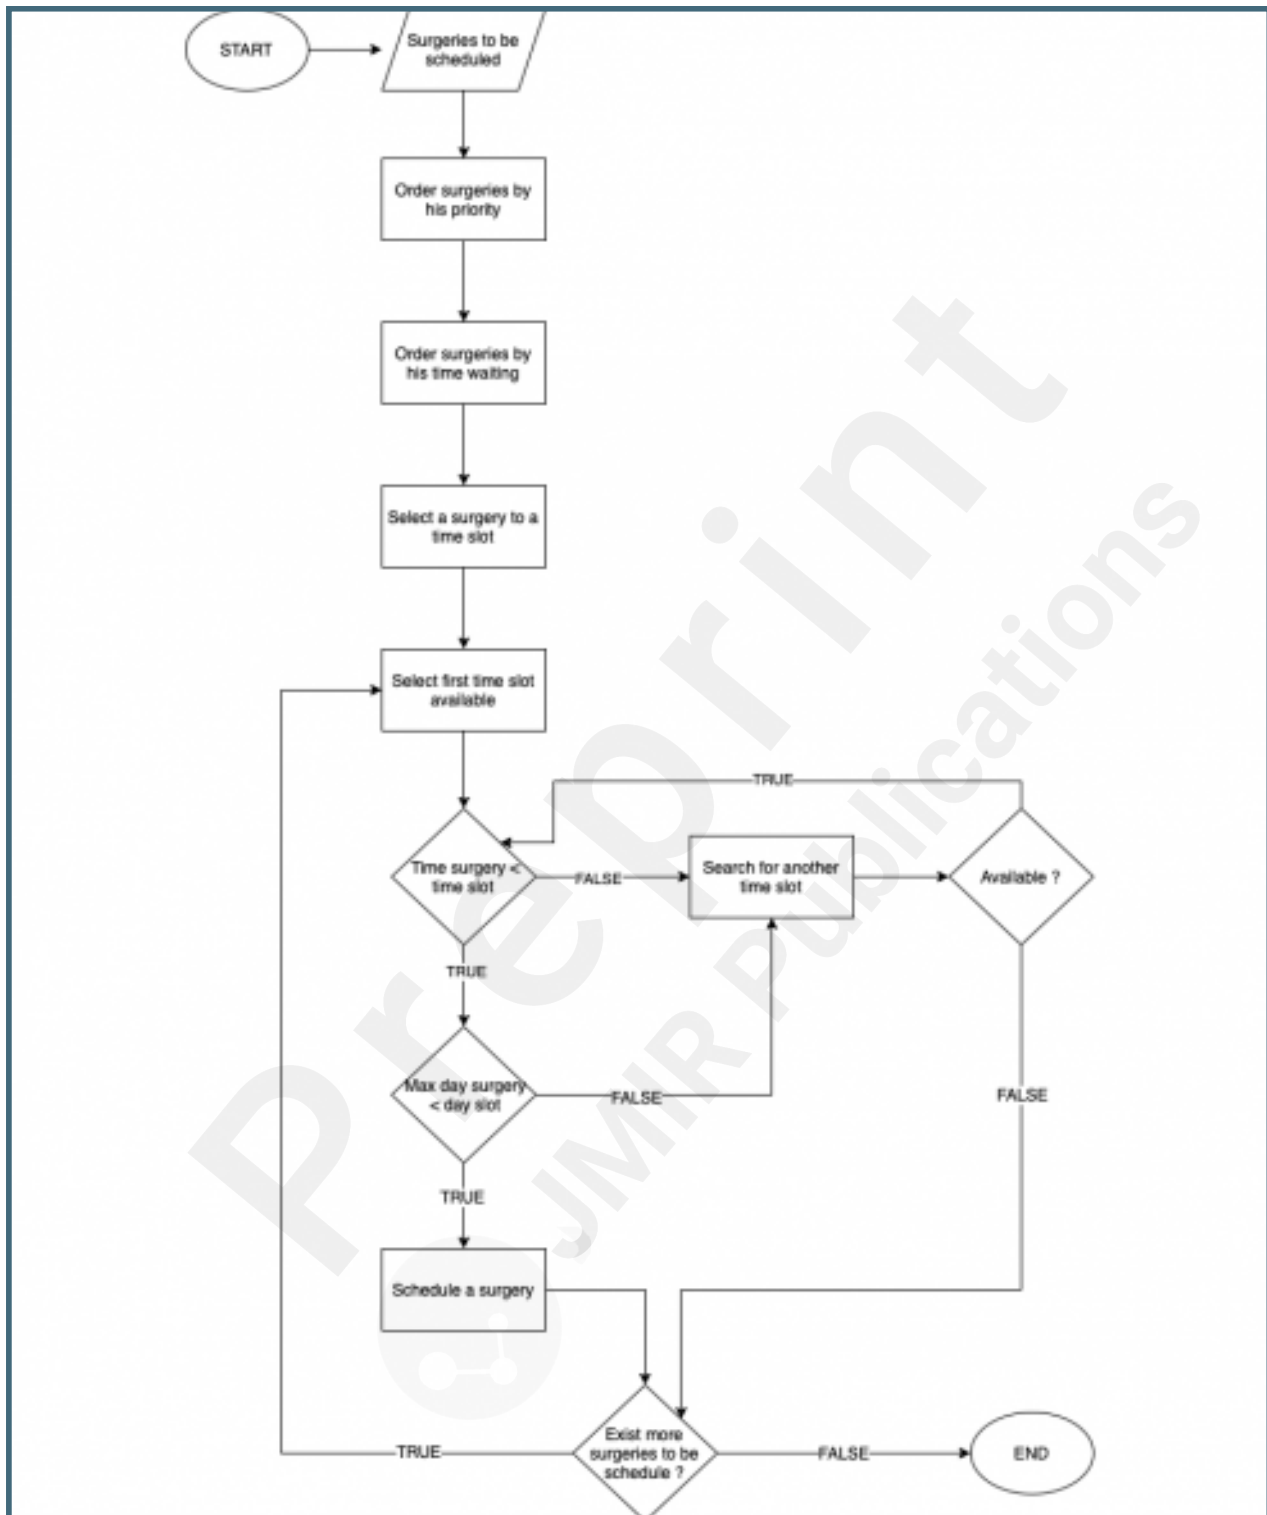 START
Surgeries to be
scheduled
Order surgeries by
his priority
Order surgeries by
his time waiting
Select a surgery to a
time slot
Select first time slot
available
TRUE
Time surgery <
time slot
FALSE
Search for another
time slot
Available ?
TRUE
Max day surgery
< day slot
FALSE
FALSE
TRUE
Schedule a surgery
Exist more
surgeries to be
schedule ?
TRUE
FALSE
END
Preprint
JMIR Publications